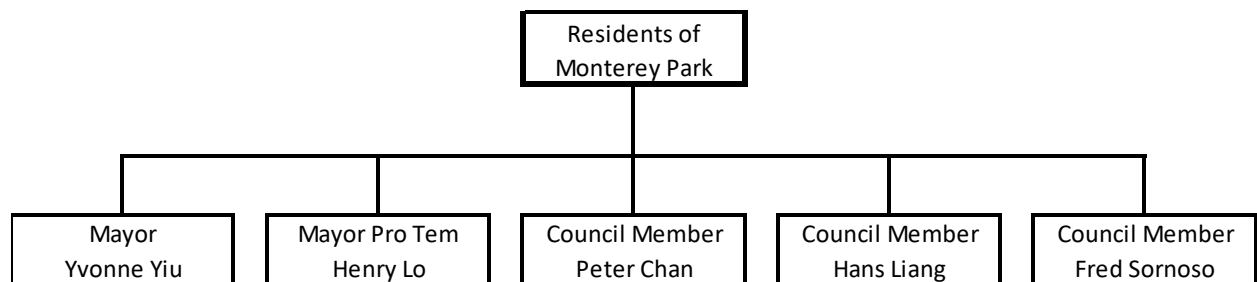 Residents of
Monterey Park
Mayor
Yvonne Yiu
Mayor Pro Tem
Henry Lo
Council Member
Peter Chan
Council Member
Hans Liang
Council Member
Fred Sornoso